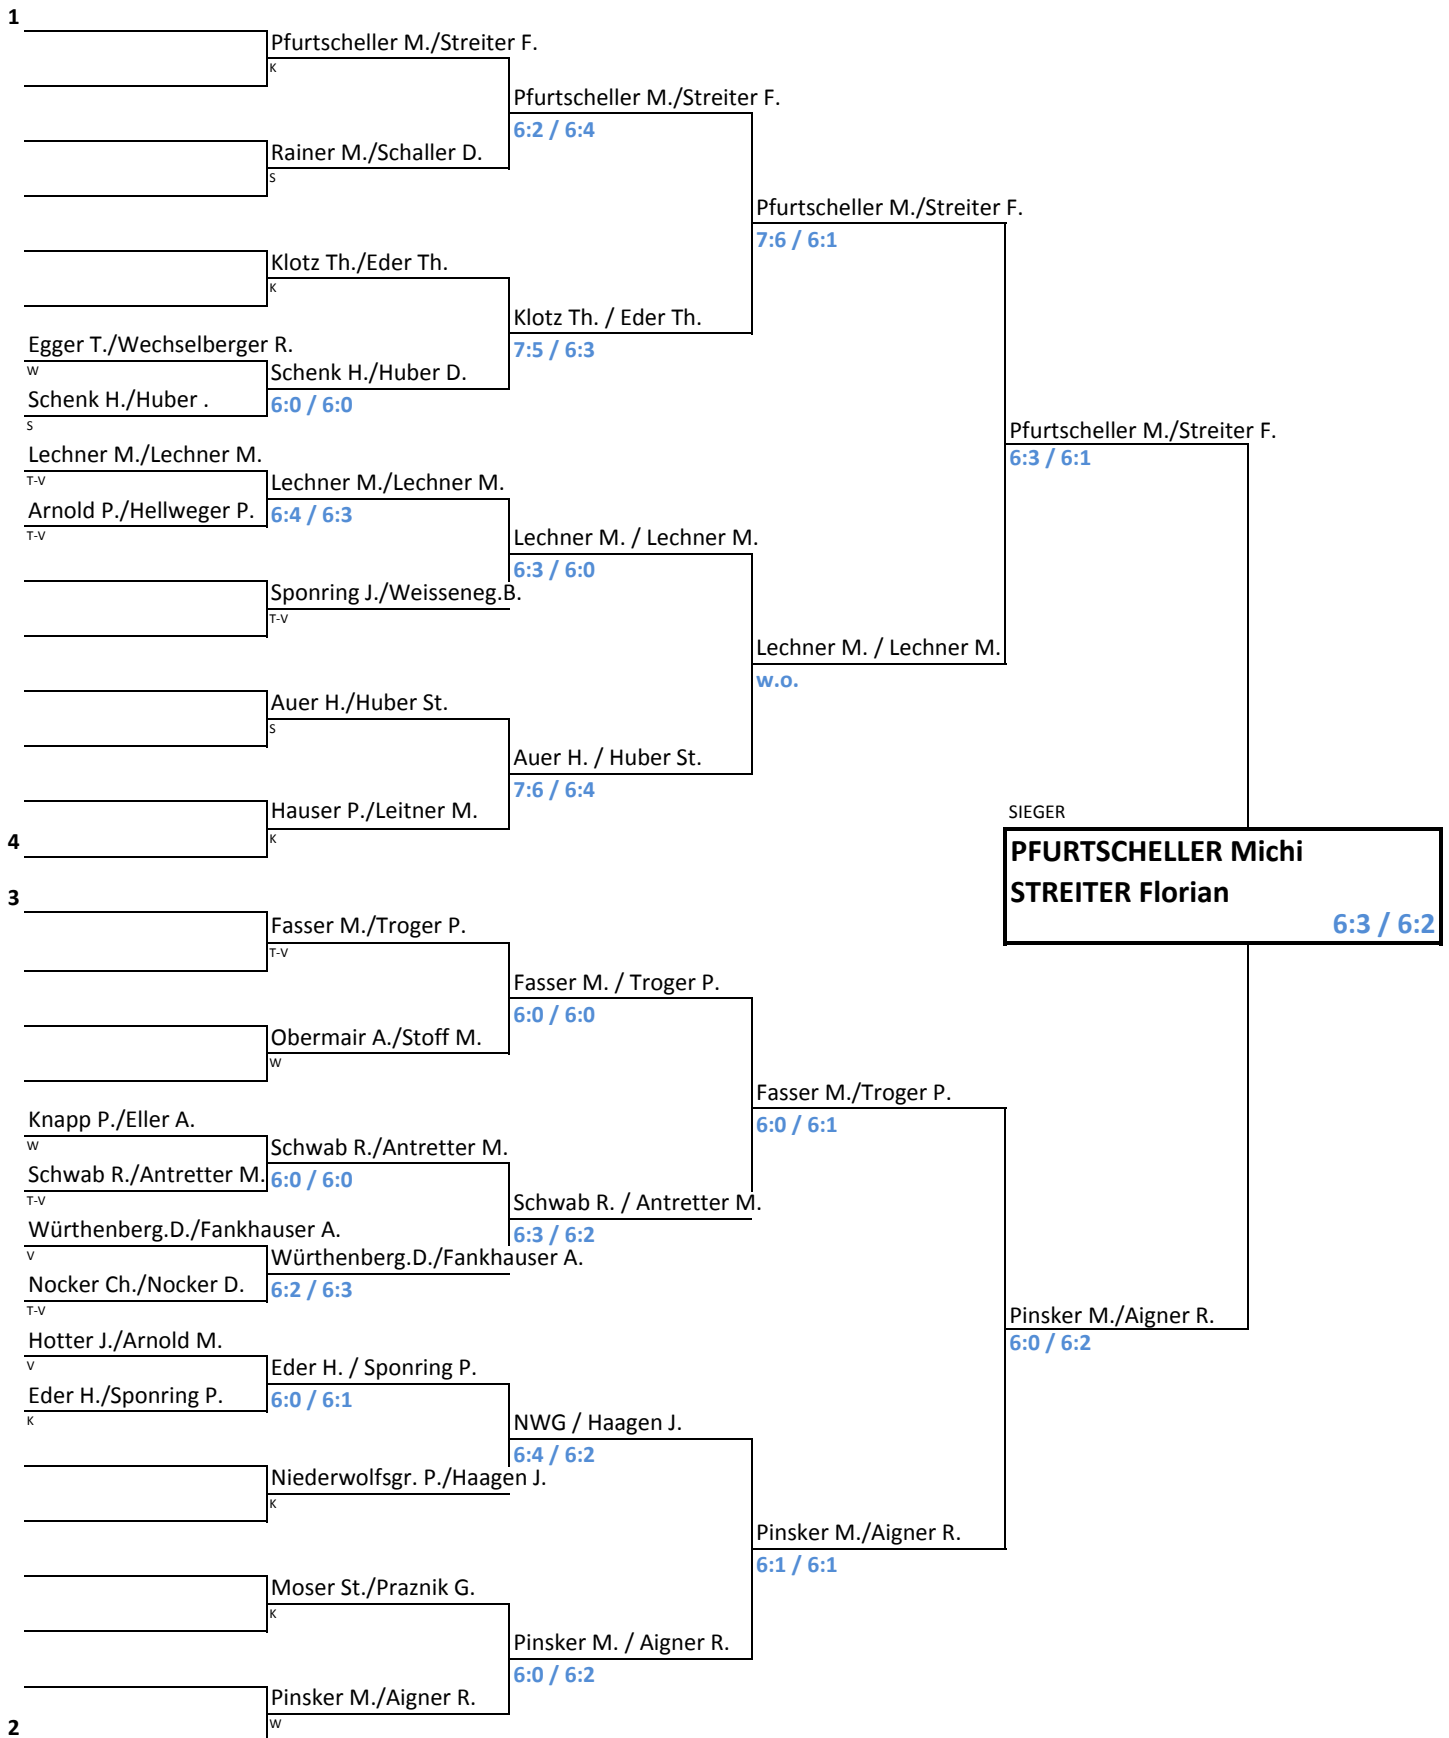 1
Pfurtscheller M./Streiter F.
K
Pfurtscheller M./Streiter F.
6:2 / 6:4
Rainer M./Schaller D.
S
Pfurtscheller M./Streiter F.
7:6 / 6:1
Klotz Th./Eder Th.
K
Klotz Th. / Eder Th.
7:5 / 6:3
Egger T./Wechselberger R.
W
Schenk H./Huber D.
6:0 / 6:0
Schenk H./Huber .
S
Pfurtscheller M./Streiter F.
6:3 / 6:1
Lechner M./Lechner M.
T-V
Lechner M./Lechner M.
6:4 / 6:3
Arnold P./Hellweger P.
T-V
Lechner M. / Lechner M.
6:3 / 6:0
Sponring J./Weisseneg.B.
T-V
Lechner M. / Lechner M.
w.o.
Auer H./Huber St.
S
Auer H. / Huber St.
7:6 / 6:4
Hauser P./Leitner M.
K
4
SIEGER
PFURTSCHELLER Michi
STREITER Florian
6:3 / 6:2
3
Fasser M./Troger P.
T-V
Fasser M. / Troger P.
6:0 / 6:0
Obermair A./Stoff M.
W
Fasser M./Troger P.
6:0 / 6:1
Knapp P./Eller A.
W
Schwab R./Antretter M.
6:0 / 6:0
Schwab R./Antretter M.
T-V
Schwab R. / Antretter M.
6:3 / 6:2
Würthenberg.D./Fankhauser A.
V
Würthenberg.D./Fankhauser A.
6:2 / 6:3
Nocker Ch./Nocker D.
T-V
Pinsker M./Aigner R.
6:0 / 6:2
Hotter J./Arnold M.
V
Eder H. / Sponring P.
6:0 / 6:1
Eder H./Sponring P.
K
NWG / Haagen J.
6:4 / 6:2
Niederwolfsgr. P./Haagen J.
K
Pinsker M./Aigner R.
6:1 / 6:1
Moser St./Praznik G.
K
Pinsker M. / Aigner R.
6:0 / 6:2
Pinsker M./Aigner R.
W
2